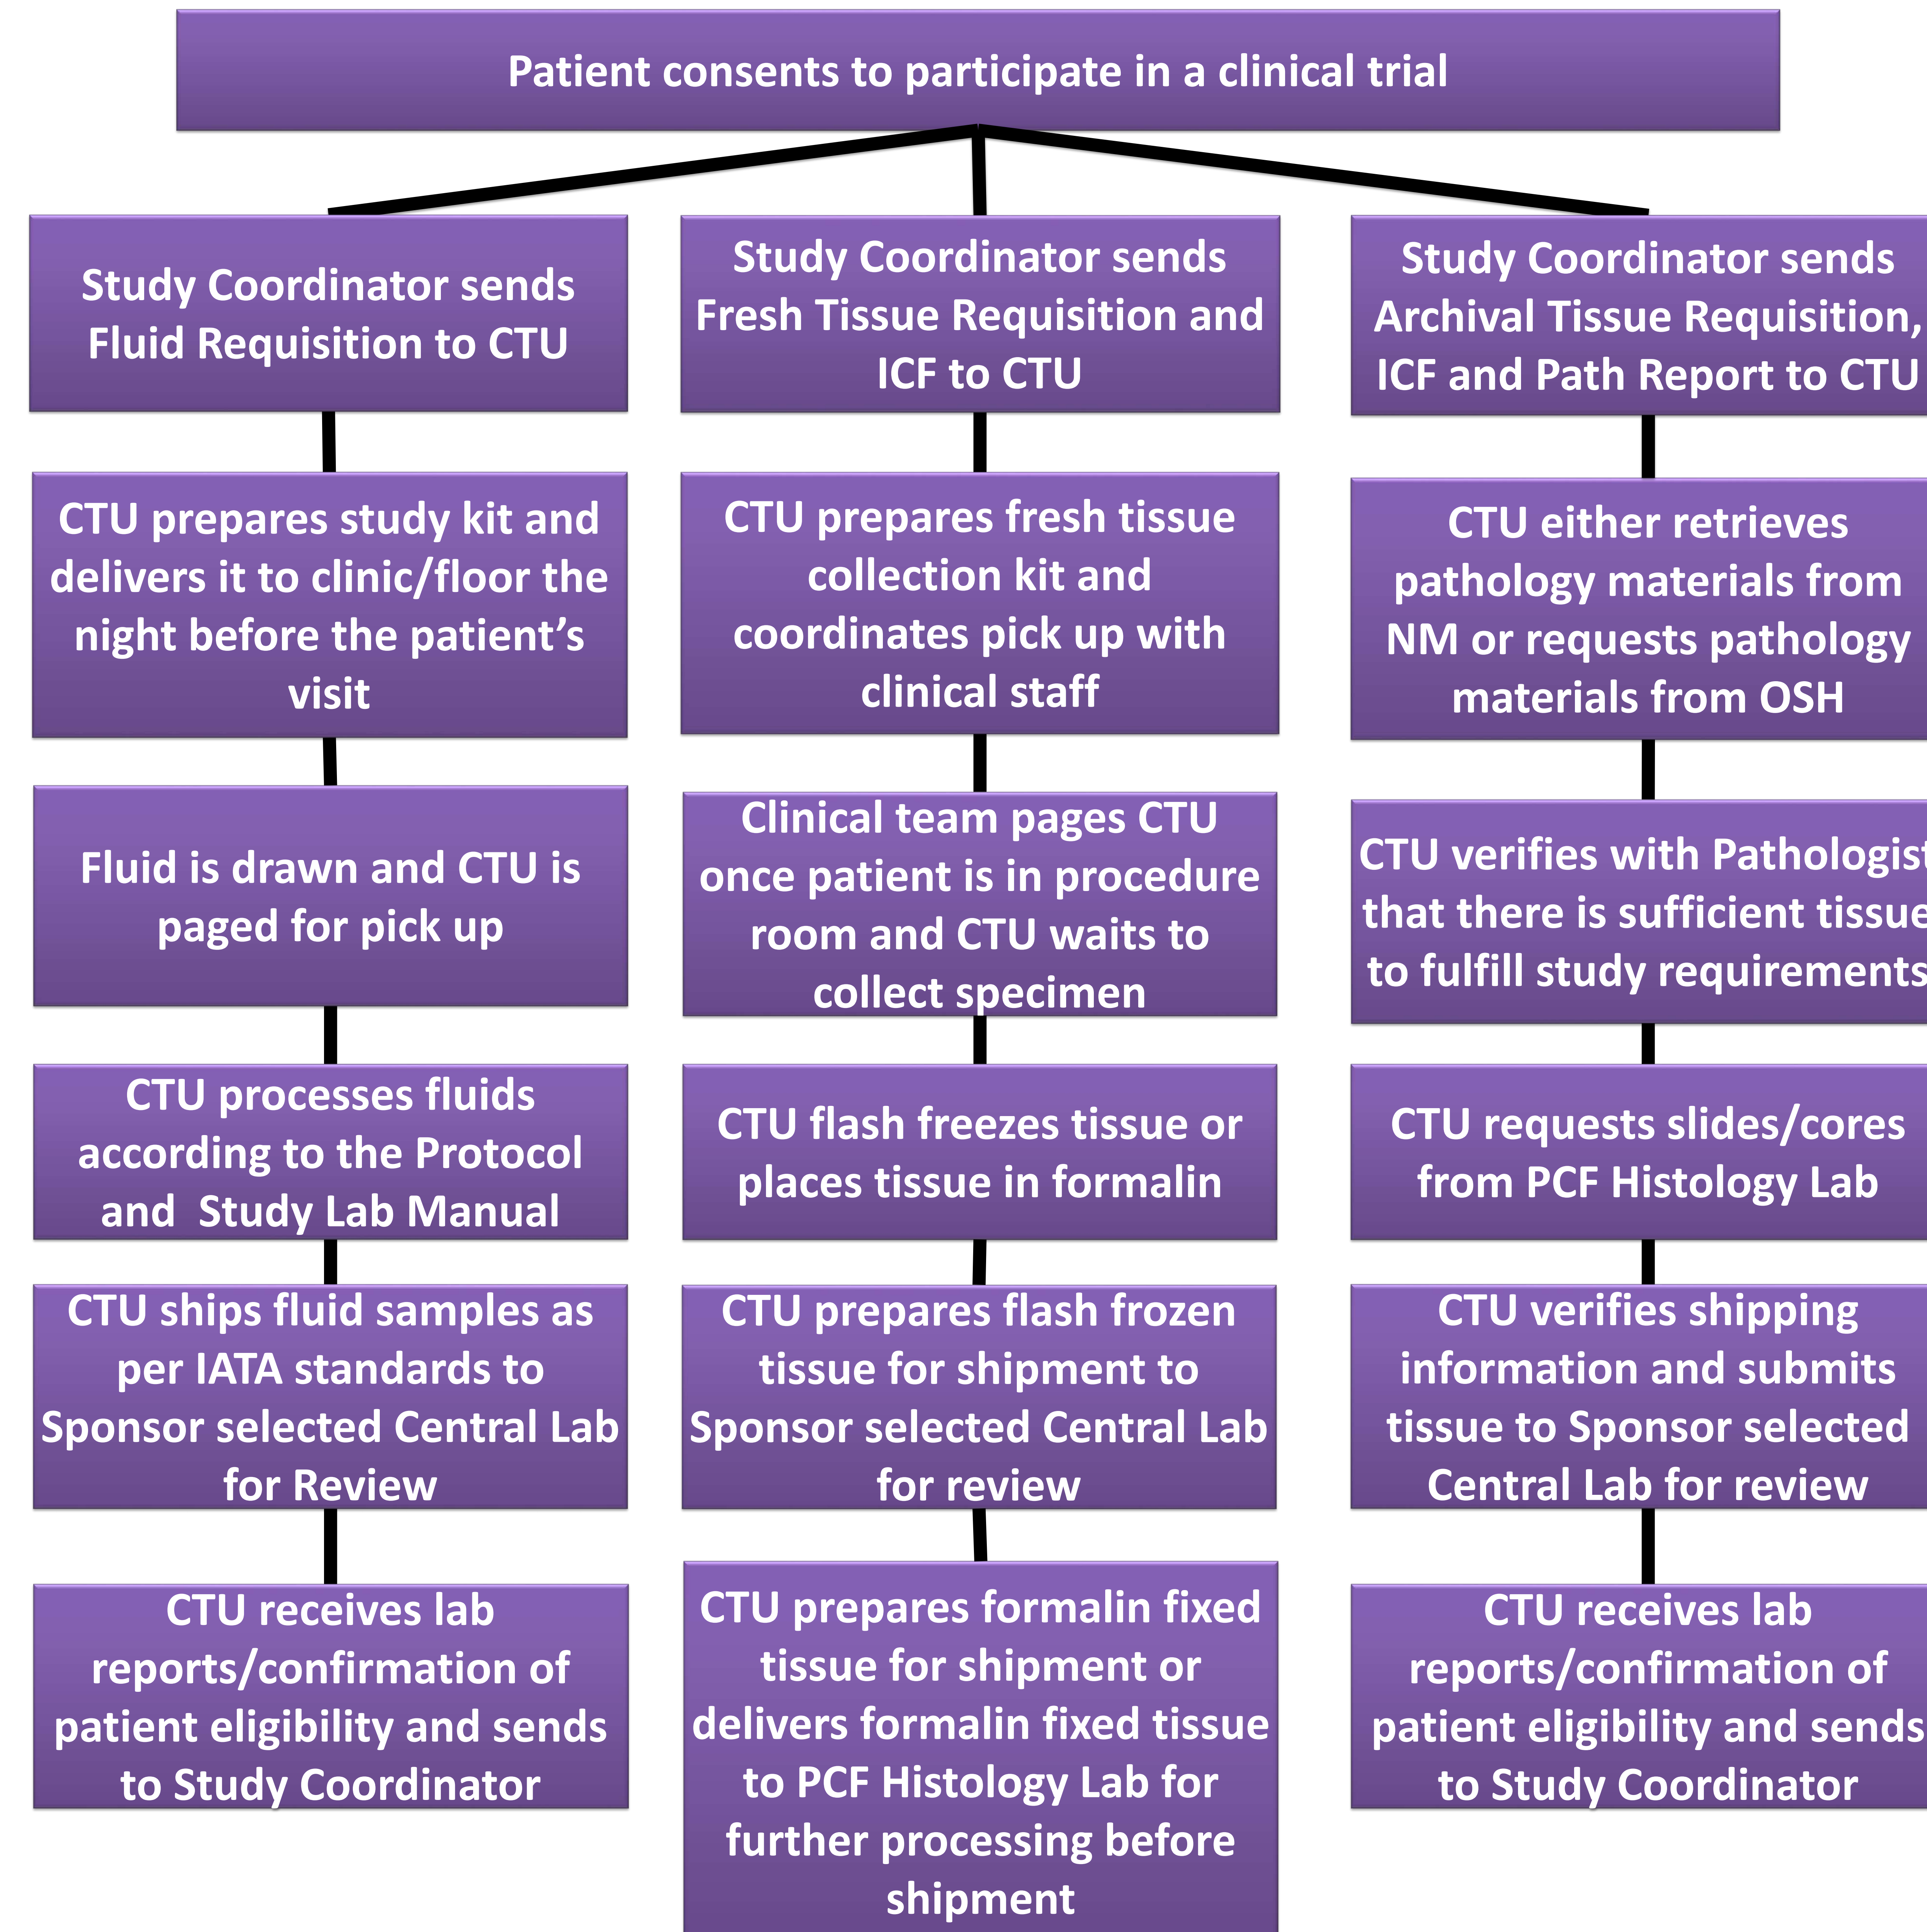 Patient consents to participate in a clinical trial
Study Coordinator sends
Fluid Requisition to CTU
CTU prepares study kit and
delivers it to clinic/floor the
night before the patient’s
visit
Fluid is drawn and CTU is
paged for pick up
CTU processes fluids
according to the Protocol
and  Study Lab Manual
CTU ships fluid samples as
per IATA standards to
Sponsor selected Central Lab
for Review
CTU receives lab
reports/confirmation of
patient eligibility and sends
to Study Coordinator
Study Coordinator sends
Fresh Tissue Requisition and
ICF to CTU
CTU prepares fresh tissue
collection kit and
coordinates pick up with
clinical staff
Clinical team pages CTU
once patient is in procedure
room and CTU waits to
collect specimen
CTU flash freezes tissue or
places tissue in formalin
CTU prepares flash frozen
tissue for shipment to
Sponsor selected Central Lab
for review
CTU prepares formalin fixed
tissue for shipment or
delivers formalin fixed tissue
to PCF Histology Lab for
further processing before
shipment
Study Coordinator sends
Archival Tissue Requisition,
ICF and Path Report to CTU
CTU either retrieves
pathology materials from
NM or requests pathology
materials from OSH
CTU verifies with Pathologist
that there is sufficient tissue
to fulfill study requirements
CTU requests slides/cores
from PCF Histology Lab
CTU verifies shipping
information and submits
tissue to Sponsor selected
Central Lab for review
CTU receives lab
reports/confirmation of
patient eligibility and sends
to Study Coordinator